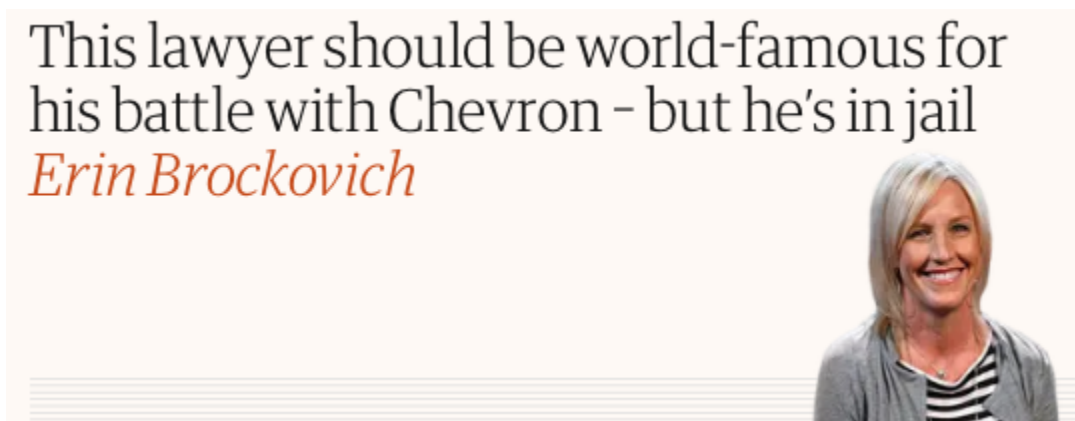 This lawyer should be world-famous for
his battle with Chevron – but he's in jail
Erin Brockovich